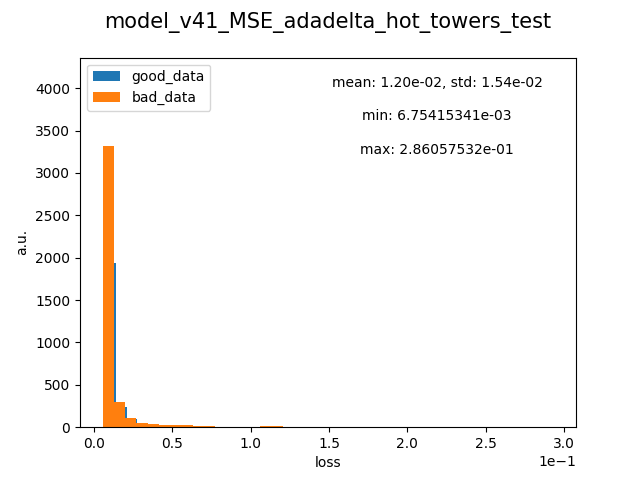 model_v41_MSE_adadelta_hot_towers_test
good_data
bad_data
mean: 1.20e-02, std: 1.54e-02
min: 6.75415341e-03
max: 2.86057532e-01
4000
3500
3000
2500
2000
1500
1000
500
0
a.u.
0.0 0.5 1.0 1.5 2.0 2.5 3.0
loss
1e−1